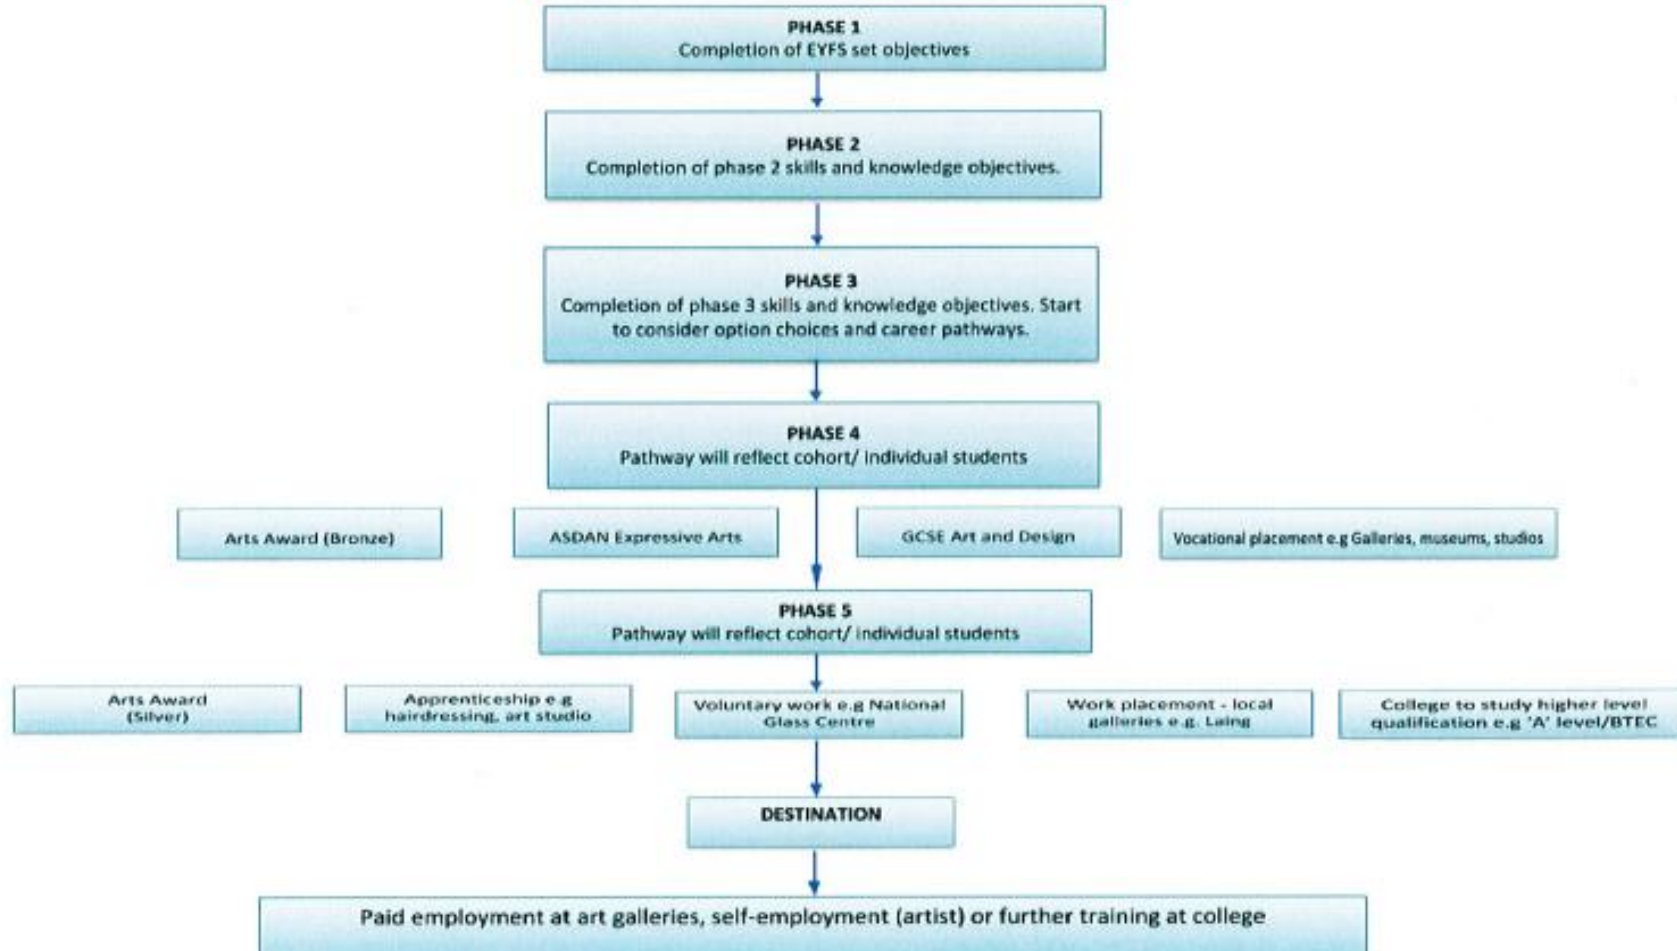 PHASE 1
Completion of EYFS set objectives
PHASE 2
Completion of phase 2 skills and knowledge objectives.
PHASE 3
Completion of phase 3 skills and knowledge objectives. Start
to consider option choices and career pathways.
PHASE 4
Pathway will reflect cohort/ individual students
Arts Award (Bronze)
ASDAN Expressive Arts
GCSE Art and Design
Vocational placement e.g Galleries, museums, studios
PHASE 5
Pathway will reflect cohort/ individual students
Arts Award
(Silver)
Apprenticeship e.g
hairdressing, art studio
Voluntary work e.g National
Glass Centre
Work placement - local
galleries e.g. Laing
College to study higher level
qualification e.g 'A' level/BTEC
DESTINATION
Paid employment at art galleries, self-employment (artist) or further training at college